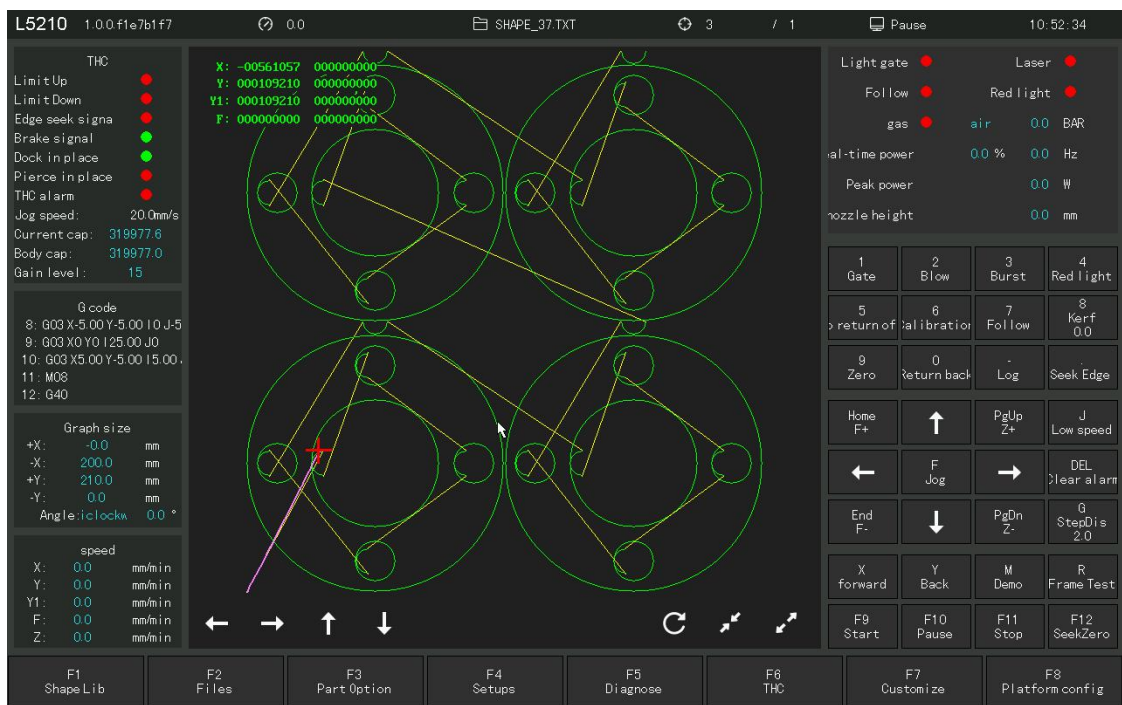 L5210 1.0.0.f1e7b1f7 0.0 SHAPE_37.TXT 3 / 1 Pause 10:52:34
THC
LimitUp
LimitDown
Edge seek signa
Brake signal
Dock in place
Pierce in place
THC alarm
Jog speed: 20.0mm/s
Current cap: 319977.6
Body cap: 319977.0
Gain level: 15
G code
8: G03 X-5.00 Y-5.00 I0 J-5
9: G03 X0 Y0 I25.00 J0
10: G03 X5.00 Y-5.00 I5.00
11: M08
12: G40
Graph size
+X: -0.0 mm
-X: 200.0 mm
+Y: 210.0 mm
-Y: 0.0 mm
Angle:iclockw 0.0 °
speed
X: 0.0 mm/min
Y: 0.0 mm/min
Y1: 0.0 mm/min
F: 0.0 mm/min
Z: 0.0 mm/min
X: -00561057 000000000
Y: 000109210 000000000
Y1: 000109210 000000000
F: 000000000 000000000
Light gate Laser
Follow Red light
gas air 0.0 BAR
al-time power 0.0 % 0.0 Hz
Peak power 0.0 W
nozzle height 0.0 mm
1 Gate
2 Blow
3 Burst
4 Red light
5 return of
6 Calibration
7 Follow
8 Kerf 0.0
9 Zero
0 Return back
- Log
. Seek Edge
Home F+
↑
PgUp Z+
J Low speed
←
F Jog
→
DEL Clear alarm
End F-
↓
PgDn Z-
G StepDis 2.0
X forward
Y Back
M Demo
R Frame Test
F9 Start
F10 Pause
F11 Stop
F12 SeekZero
F1 Shape Lib
F2 Files
F3 Part Option
F4 Setups
F5 Diagnose
F6 THC
F7 Customize
F8 Platform config